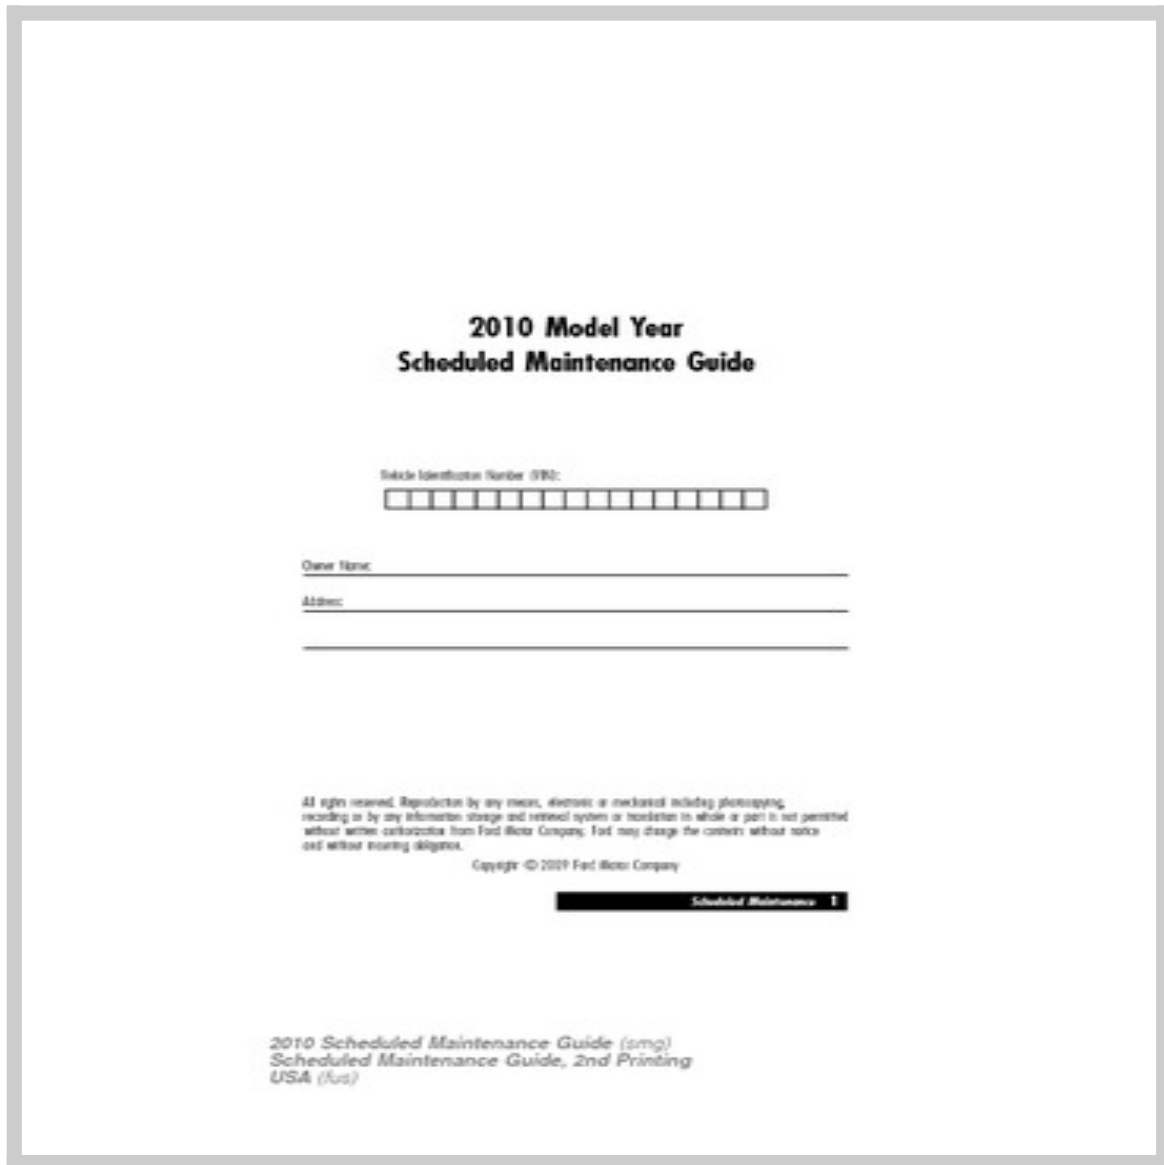 2010 Model Year
Scheduled Maintenance Guide
Vehicle Identification Number (VIN):
Owner Name:
Address:
All rights reserved. Reproduction by any means, electronic or mechanical including photocopying,
recording or by any information storage and retrieval system or translation in whole or part is not permitted
without written authorization from Ford Motor Company. Ford may change the contents without notice
and without incurring obligation.
Copyright © 2009 Ford Motor Company
Scheduled Maintenance 1
2010 Scheduled Maintenance Guide (smg)
Scheduled Maintenance Guide, 2nd Printing
USA (fus)